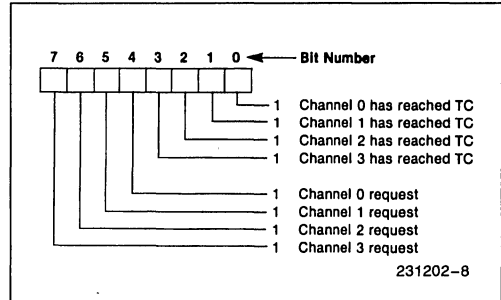 7 6 5 4 3 2 1 0 Bit Number
1 Channel 0 has reached TC
1 Channel 1 has reached TC
1 Channel 2 has reached TC
1 Channel 3 has reached TC
1 Channel 0 request
1 Channel 1 request
1 Channel 2 request
1 Channel 3 request
231202–8